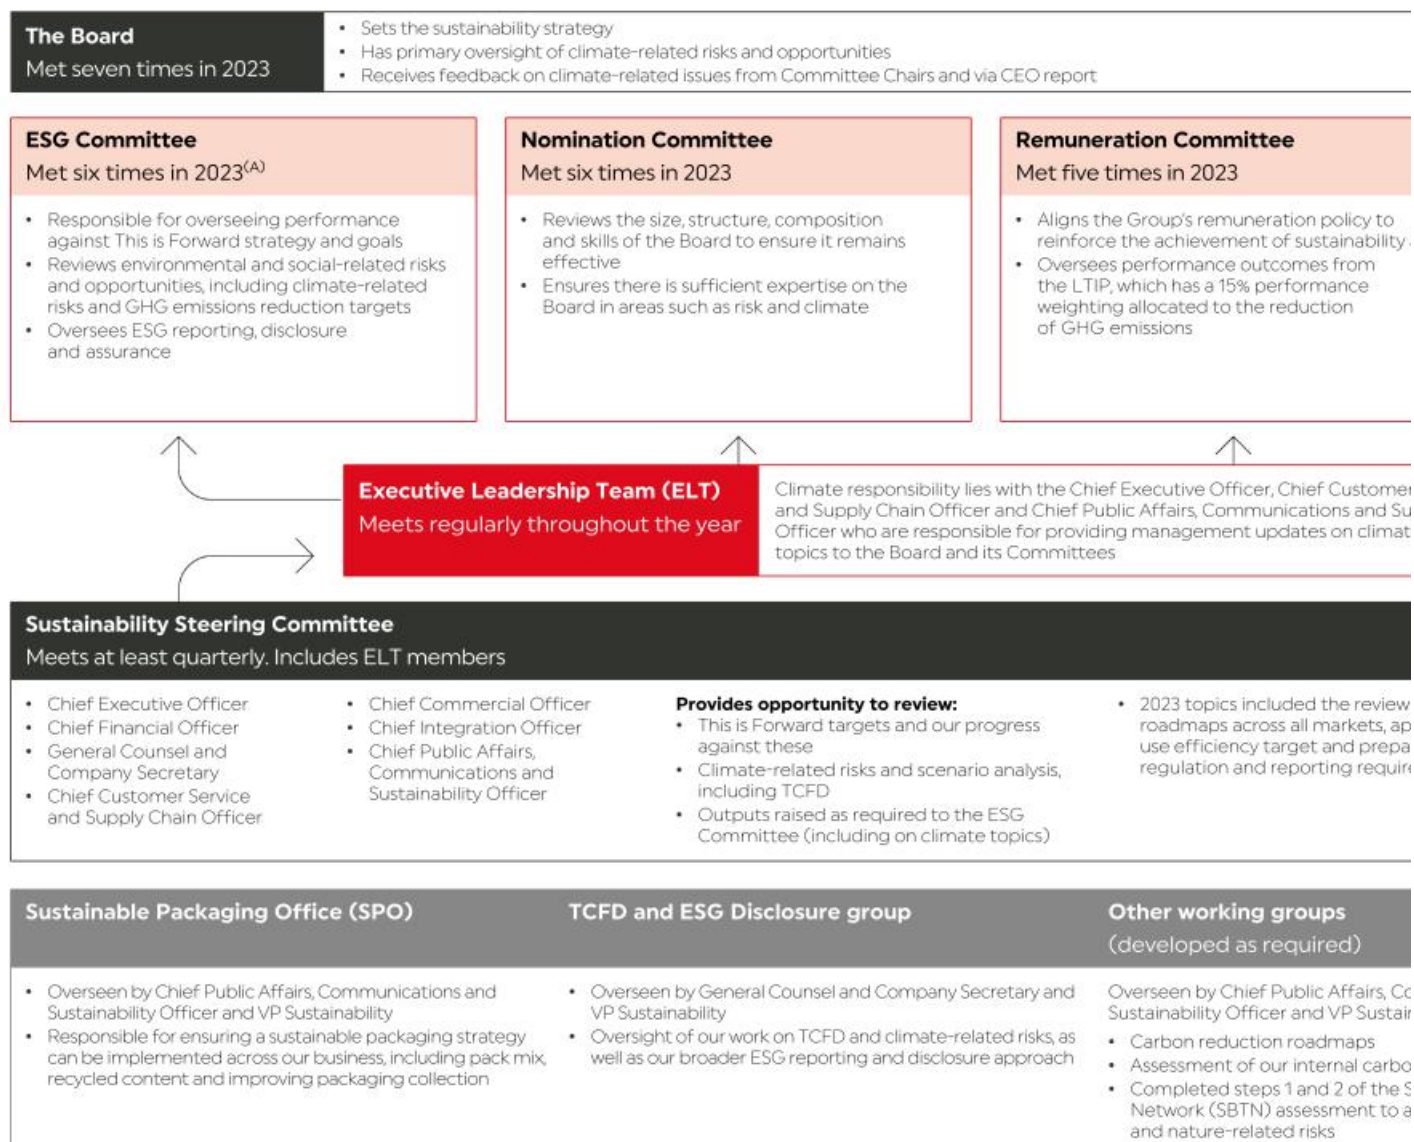 The Board
Met seven times in 2023
• Sets the sustainability strategy
• Has primary oversight of climate-related risks and opportunities
• Receives feedback on climate-related issues from Committee Chairs and via CEO report
ESG Committee
Met six times in 2023(A)
• Responsible for overseeing performance
against This is Forward strategy and goals
• Reviews environmental and social-related risks
and opportunities, including climate-related
risks and GHG emissions reduction targets
• Oversees ESG reporting, disclosure
and assurance
Nomination Committee
Met six times in 2023
• Reviews the size, structure, composition
and skills of the Board to ensure it remains
effective
• Ensures there is sufficient expertise on the
Board in areas such as risk and climate
Remuneration Committee
Met five times in 2023
• Aligns the Group's remuneration policy to
reinforce the achievement of sustainability
• Oversees performance outcomes from
the LTIP, which has a 15% performance
weighting allocated to the reduction
of GHG emissions
Executive Leadership Team (ELT)
Meets regularly throughout the year
Climate responsibility lies with the Chief Executive Officer, Chief Customer
and Supply Chain Officer and Chief Public Affairs, Communications and
Officer who are responsible for providing management updates on
topics to the Board and its Committees
Sustainability Steering Committee
Meets at least quarterly. Includes ELT members
• Chief Executive Officer
• Chief Financial Officer
• General Counsel and
Company Secretary
• Chief Customer Service
and Supply Chain Officer
• Chief Commercial Officer
• Chief Integration Officer
• Chief Public Affairs,
Communications and
Sustainability Officer
Provides opportunity to review:
• This is Forward targets and our progress
against these
• Climate-related risks and scenario analysis,
including TCFD
• Outputs raised as required to the ESG
Committee (including on climate topics)
• 2023 topics included the review
roadmaps across all markets,
use efficiency target and
regulation and reporting
Sustainable Packaging Office (SPO)
• Overseen by Chief Public Affairs, Communications and
Sustainability Officer and VP Sustainability
• Responsible for ensuring a sustainable packaging strategy
can be implemented across our business, including pack mix,
recycled content and improving packaging collection
TCFD and ESG Disclosure group
• Overseen by General Counsel and Company Secretary and
VP Sustainability
• Oversight of our work on TCFD and climate-related risks, as
well as our broader ESG reporting and disclosure approach
Other working groups
(developed as required)
Overseen by Chief Public Affairs,
Sustainability Officer and VP
• Carbon reduction roadmaps
• Assessment of our internal
• Completed steps 1 and 2 of the
Network (SBTN) assessment to
and nature-related risks